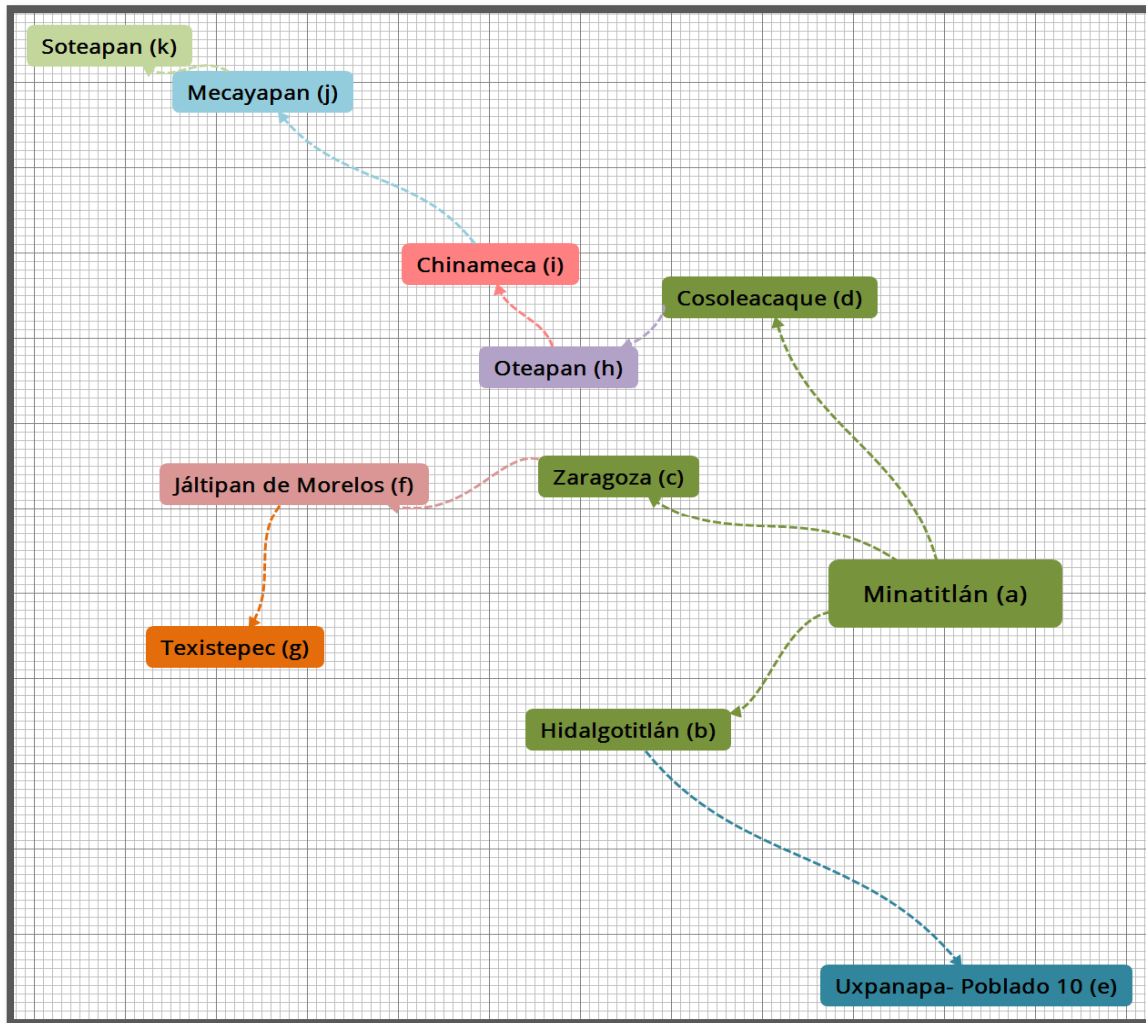 Soteapan (k)
Mecayapan (j)
Chinameca (i)
Cosoleacaque (d)
Oteapan (h)
Zaragoza (c)
Jáltipan de Morelos (f)
Minatitlán (a)
Texistepec (g)
Hidalgotitlán (b)
Uxpanapa- Poblado 10 (e)